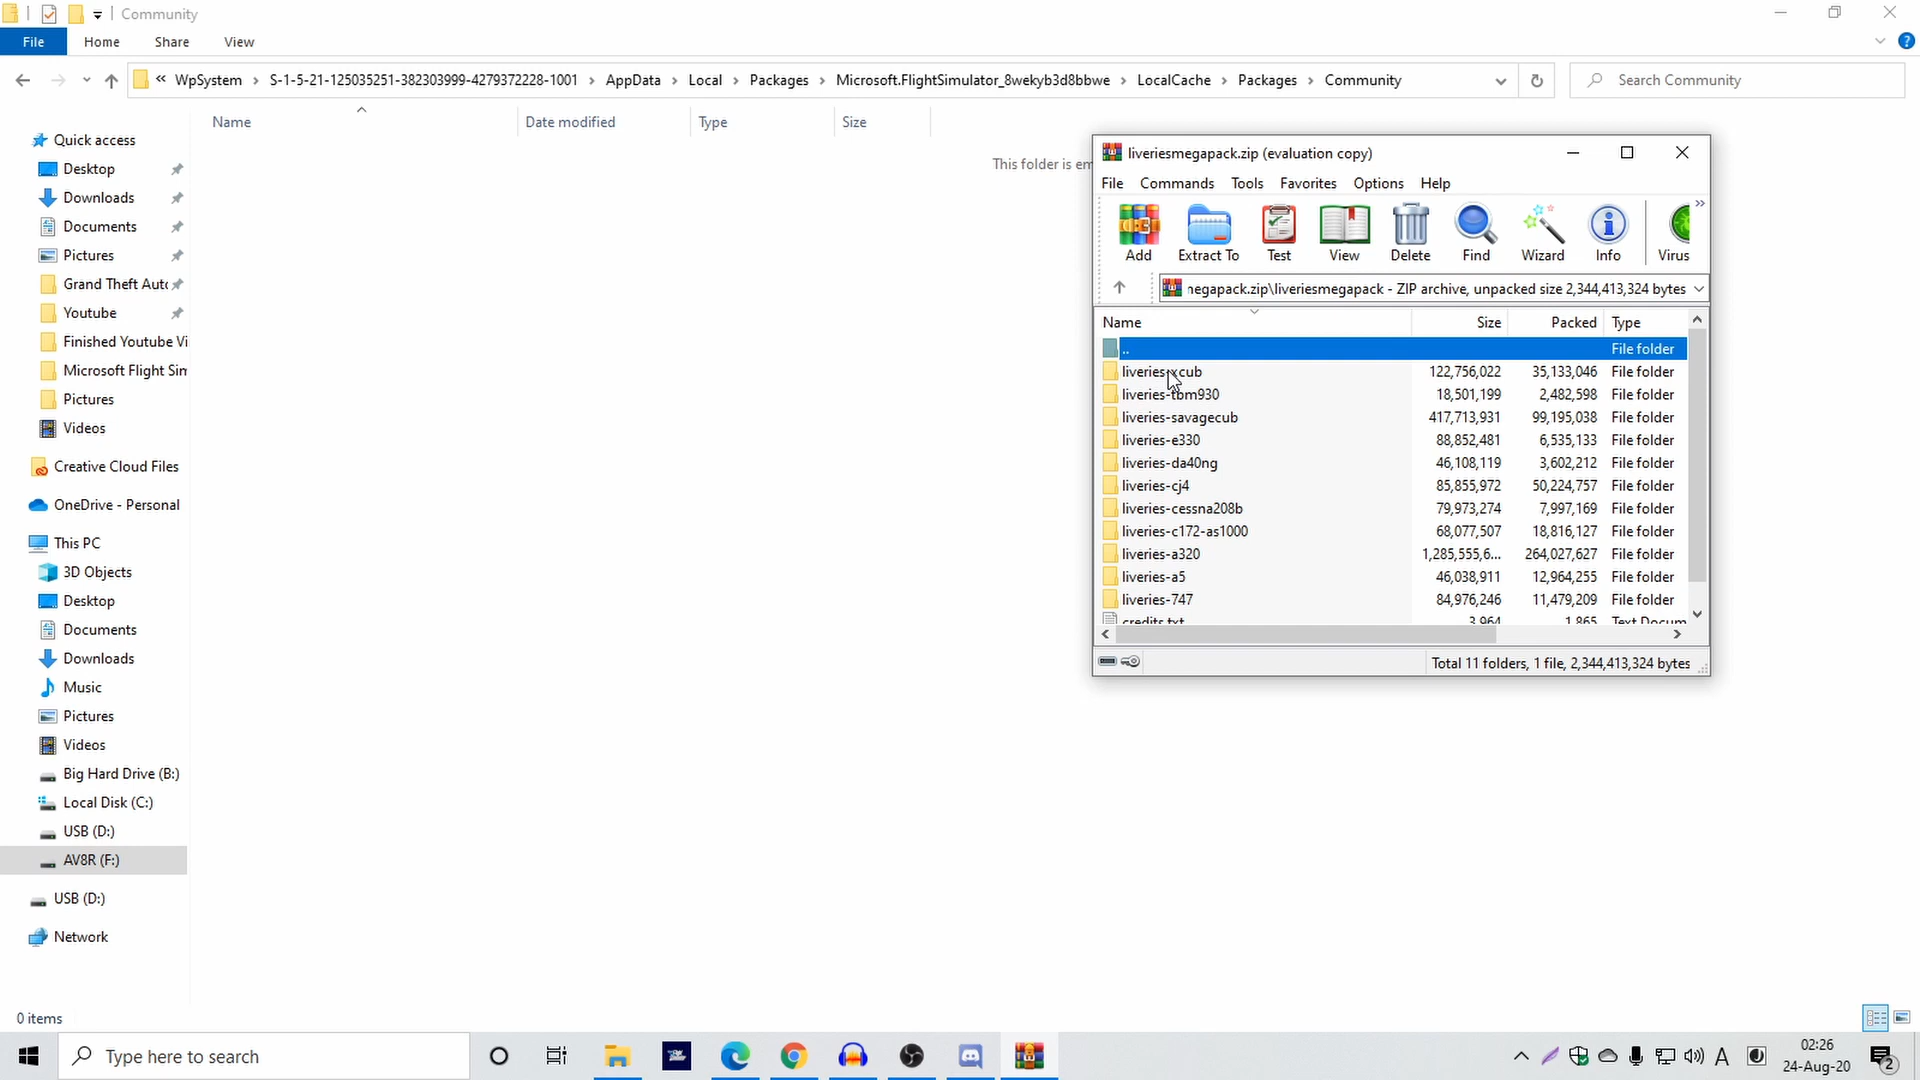 Community
File Home Share View
« WpSystem › S-1-5-21-125035251-382303999-4279372228-1001 › AppData › Local › Packages › Microsoft.FlightSimulator_8wekyb3d8bbwe › LocalCache › Packages › Community
Search Community
Name Date modified Type Size
This folder is em
Quick access
Desktop
Downloads
Documents
Pictures
Grand Theft Aut
Youtube
Finished Youtube Vi
Microsoft Flight Sim
Pictures
Videos
Creative Cloud Files
OneDrive - Personal
This PC
3D Objects
Desktop
Documents
Downloads
Music
Pictures
Videos
Big Hard Drive (B:)
Local Disk (C:)
USB (D:)
AV8R (F:)
USB (D:)
Network
0 items
liveriesmegapack.zip (evaluation copy)
File Commands Tools Favorites Options Help
Add Extract To Test View Delete Find Wizard Info Virus
negapack.zip\liveriesmegapack - ZIP archive, unpacked size 2,344,413,324 bytes
Name Size Packed Type
.. File folder
liveries-xcub 122,756,022 35,133,046 File folder
liveries-tbm930 18,501,199 2,482,598 File folder
liveries-savagecub 417,713,931 99,195,038 File folder
liveries-e330 88,852,481 6,535,133 File folder
liveries-da40ng 46,108,119 3,602,212 File folder
liveries-cj4 85,855,972 50,224,757 File folder
liveries-cessna208b 79,973,274 7,997,169 File folder
liveries-c172-as1000 68,077,507 18,816,127 File folder
liveries-a320 1,285,555,6... 264,027,627 File folder
liveries-a5 46,038,911 12,964,255 File folder
liveries-747 84,976,246 11,479,209 File folder
credits.txt 3,964 1,865 Text Docum
Total 11 folders, 1 file, 2,344,413,324 bytes
Type here to search
A
02:26
24-Aug-20
2